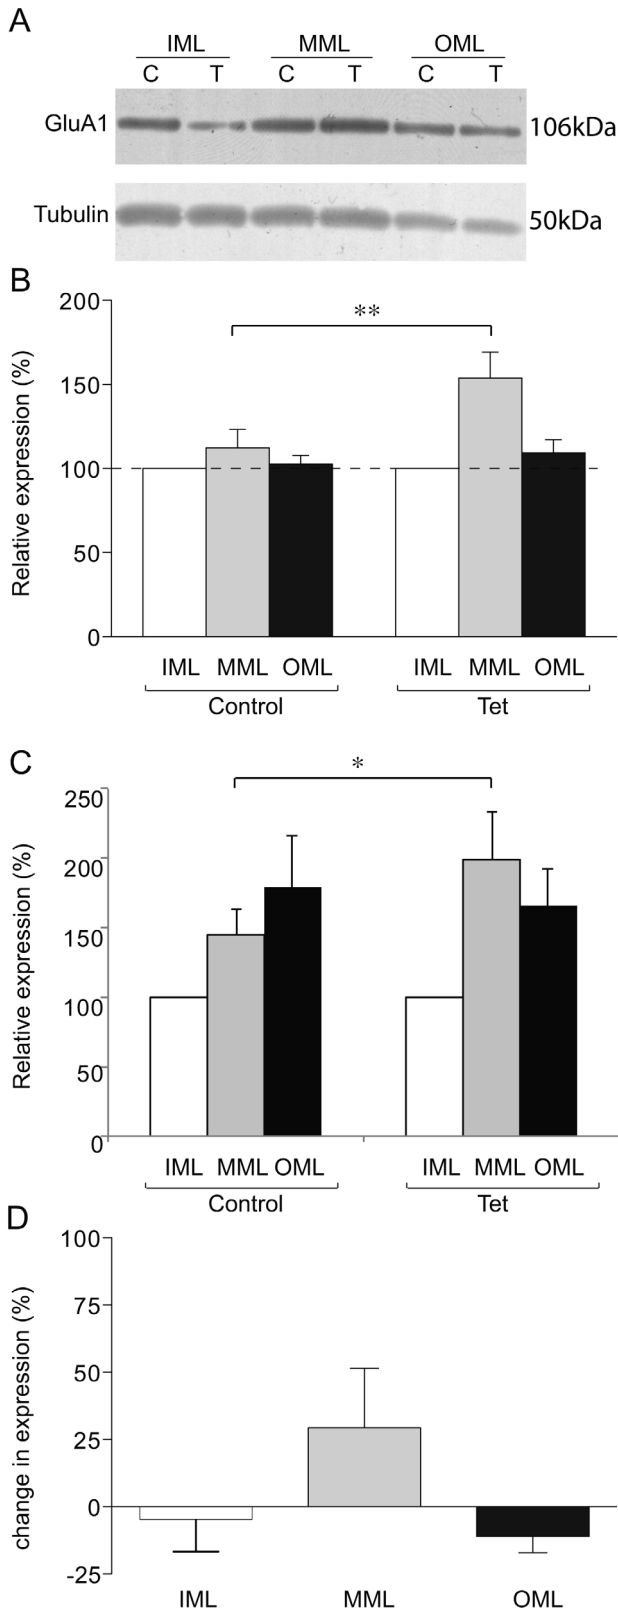 A
IML MML OML
C T C T C T
GluA1 106kDa
Tubulin 50kDa
B
Relative expression (%)
200
150
100
50
0
**
IML MML OML IML MML OML
Control Tet
C
Relative expression (%)
250
200
150
100
50
0
*
IML MML OML IML MML OML
Control Tet
D
change in expression (%)
100
75
50
25
0
-25
IML MML OML